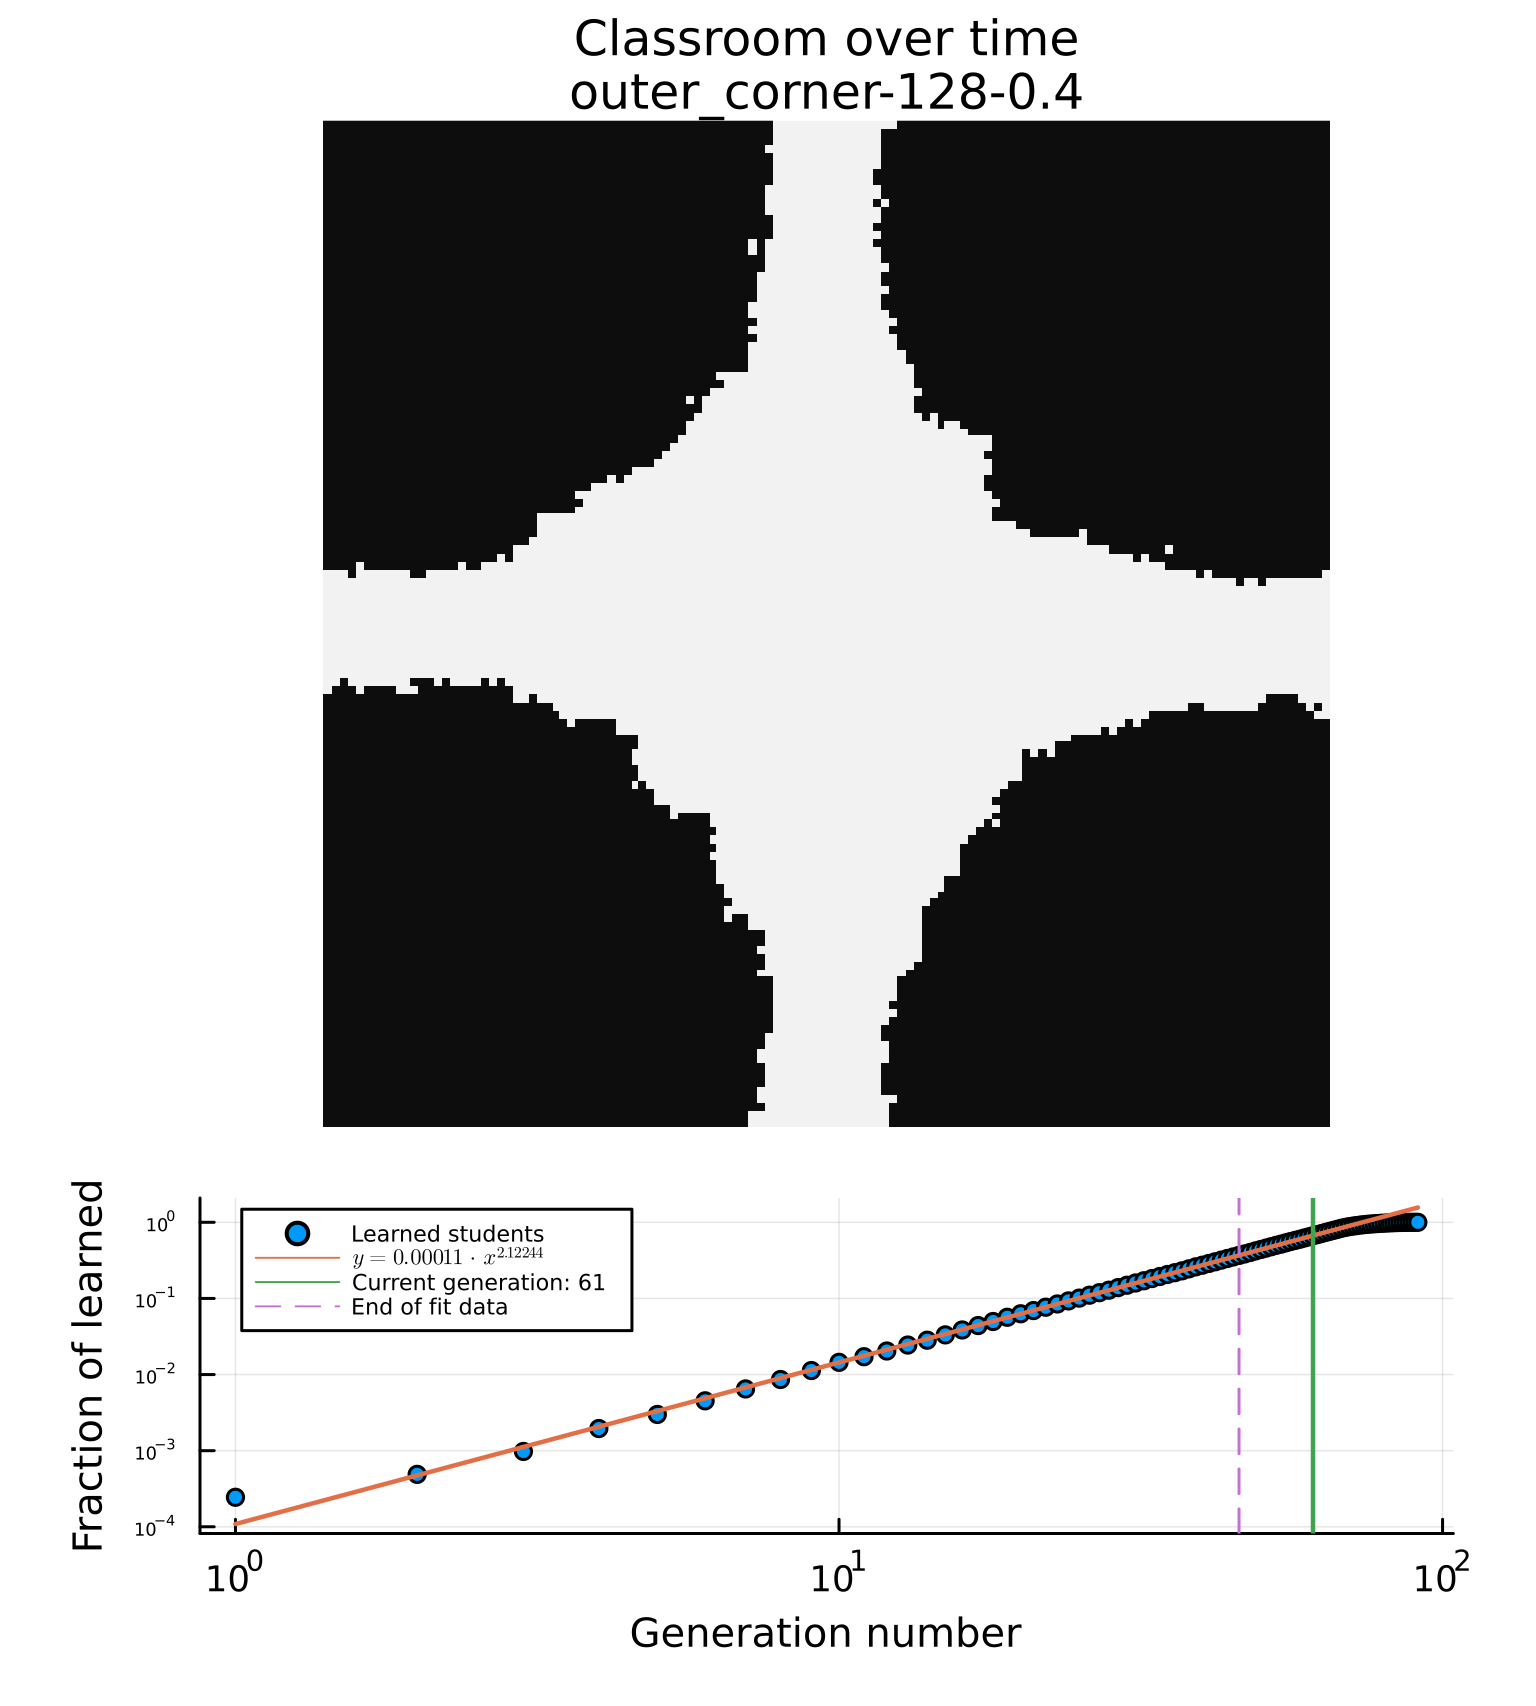 Classroom over time
outer_corner-128-0.4
Fraction of learned
10^0
10^-1
10^-2
10^-3
10^-4
Learned students
y = 0.00011 · x^2.12244
Current generation: 61
End of fit data
10^0 10^1 10^2
Generation number